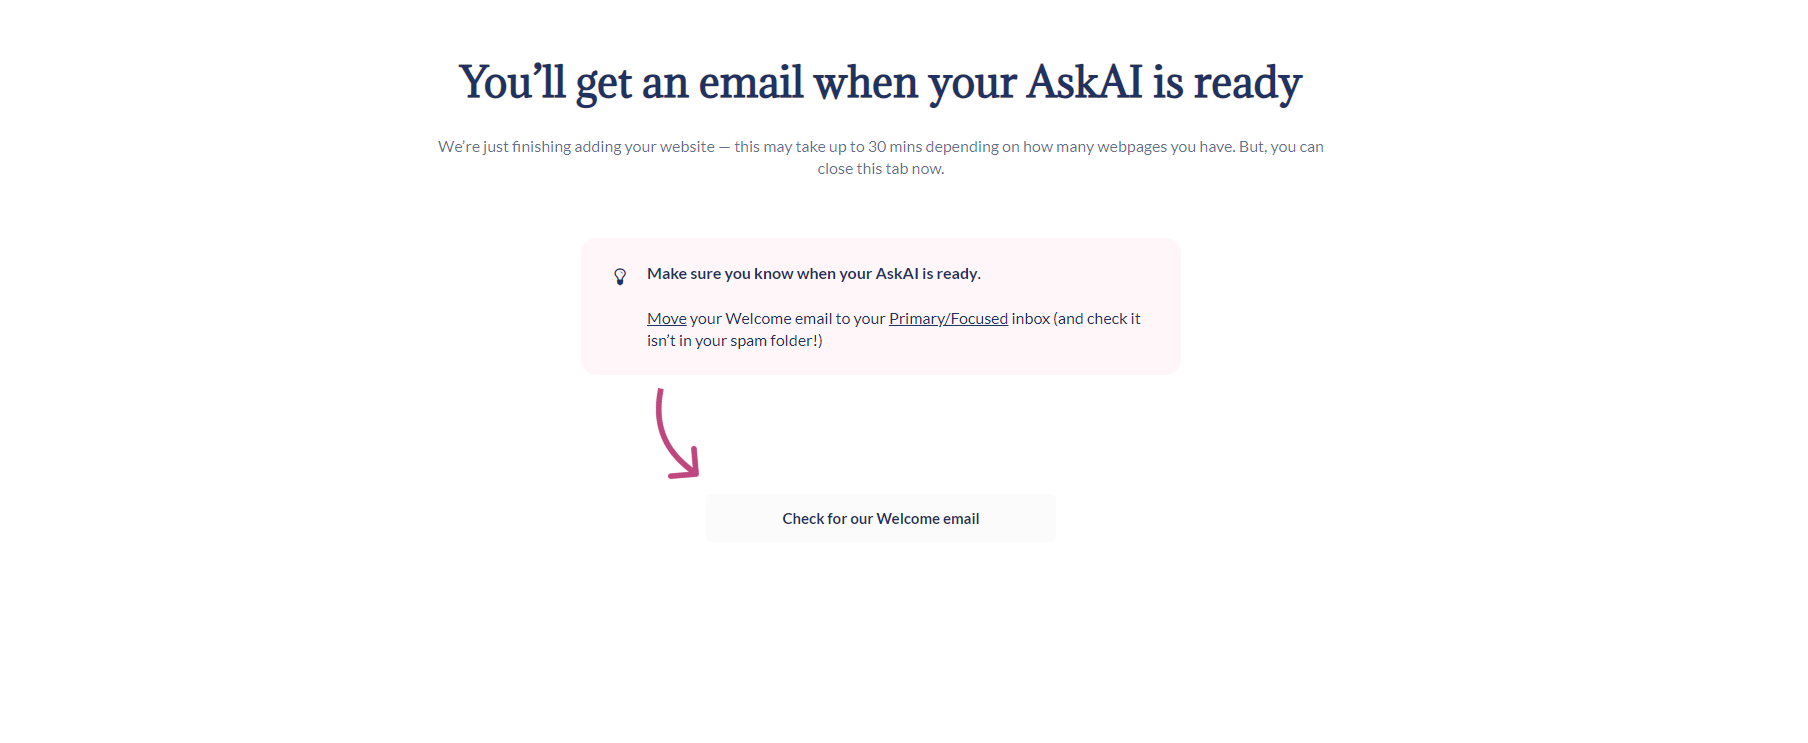 You’ll get an email when your AskAI is ready
We’re just finishing adding your website — this may take up to 30 mins depending on how many webpages you have. But, you can
close this tab now.
Make sure you know when your AskAI is ready.
Move your Welcome email to your Primary/Focused inbox (and check it
isn’t in your spam folder!)
Check for our Welcome email